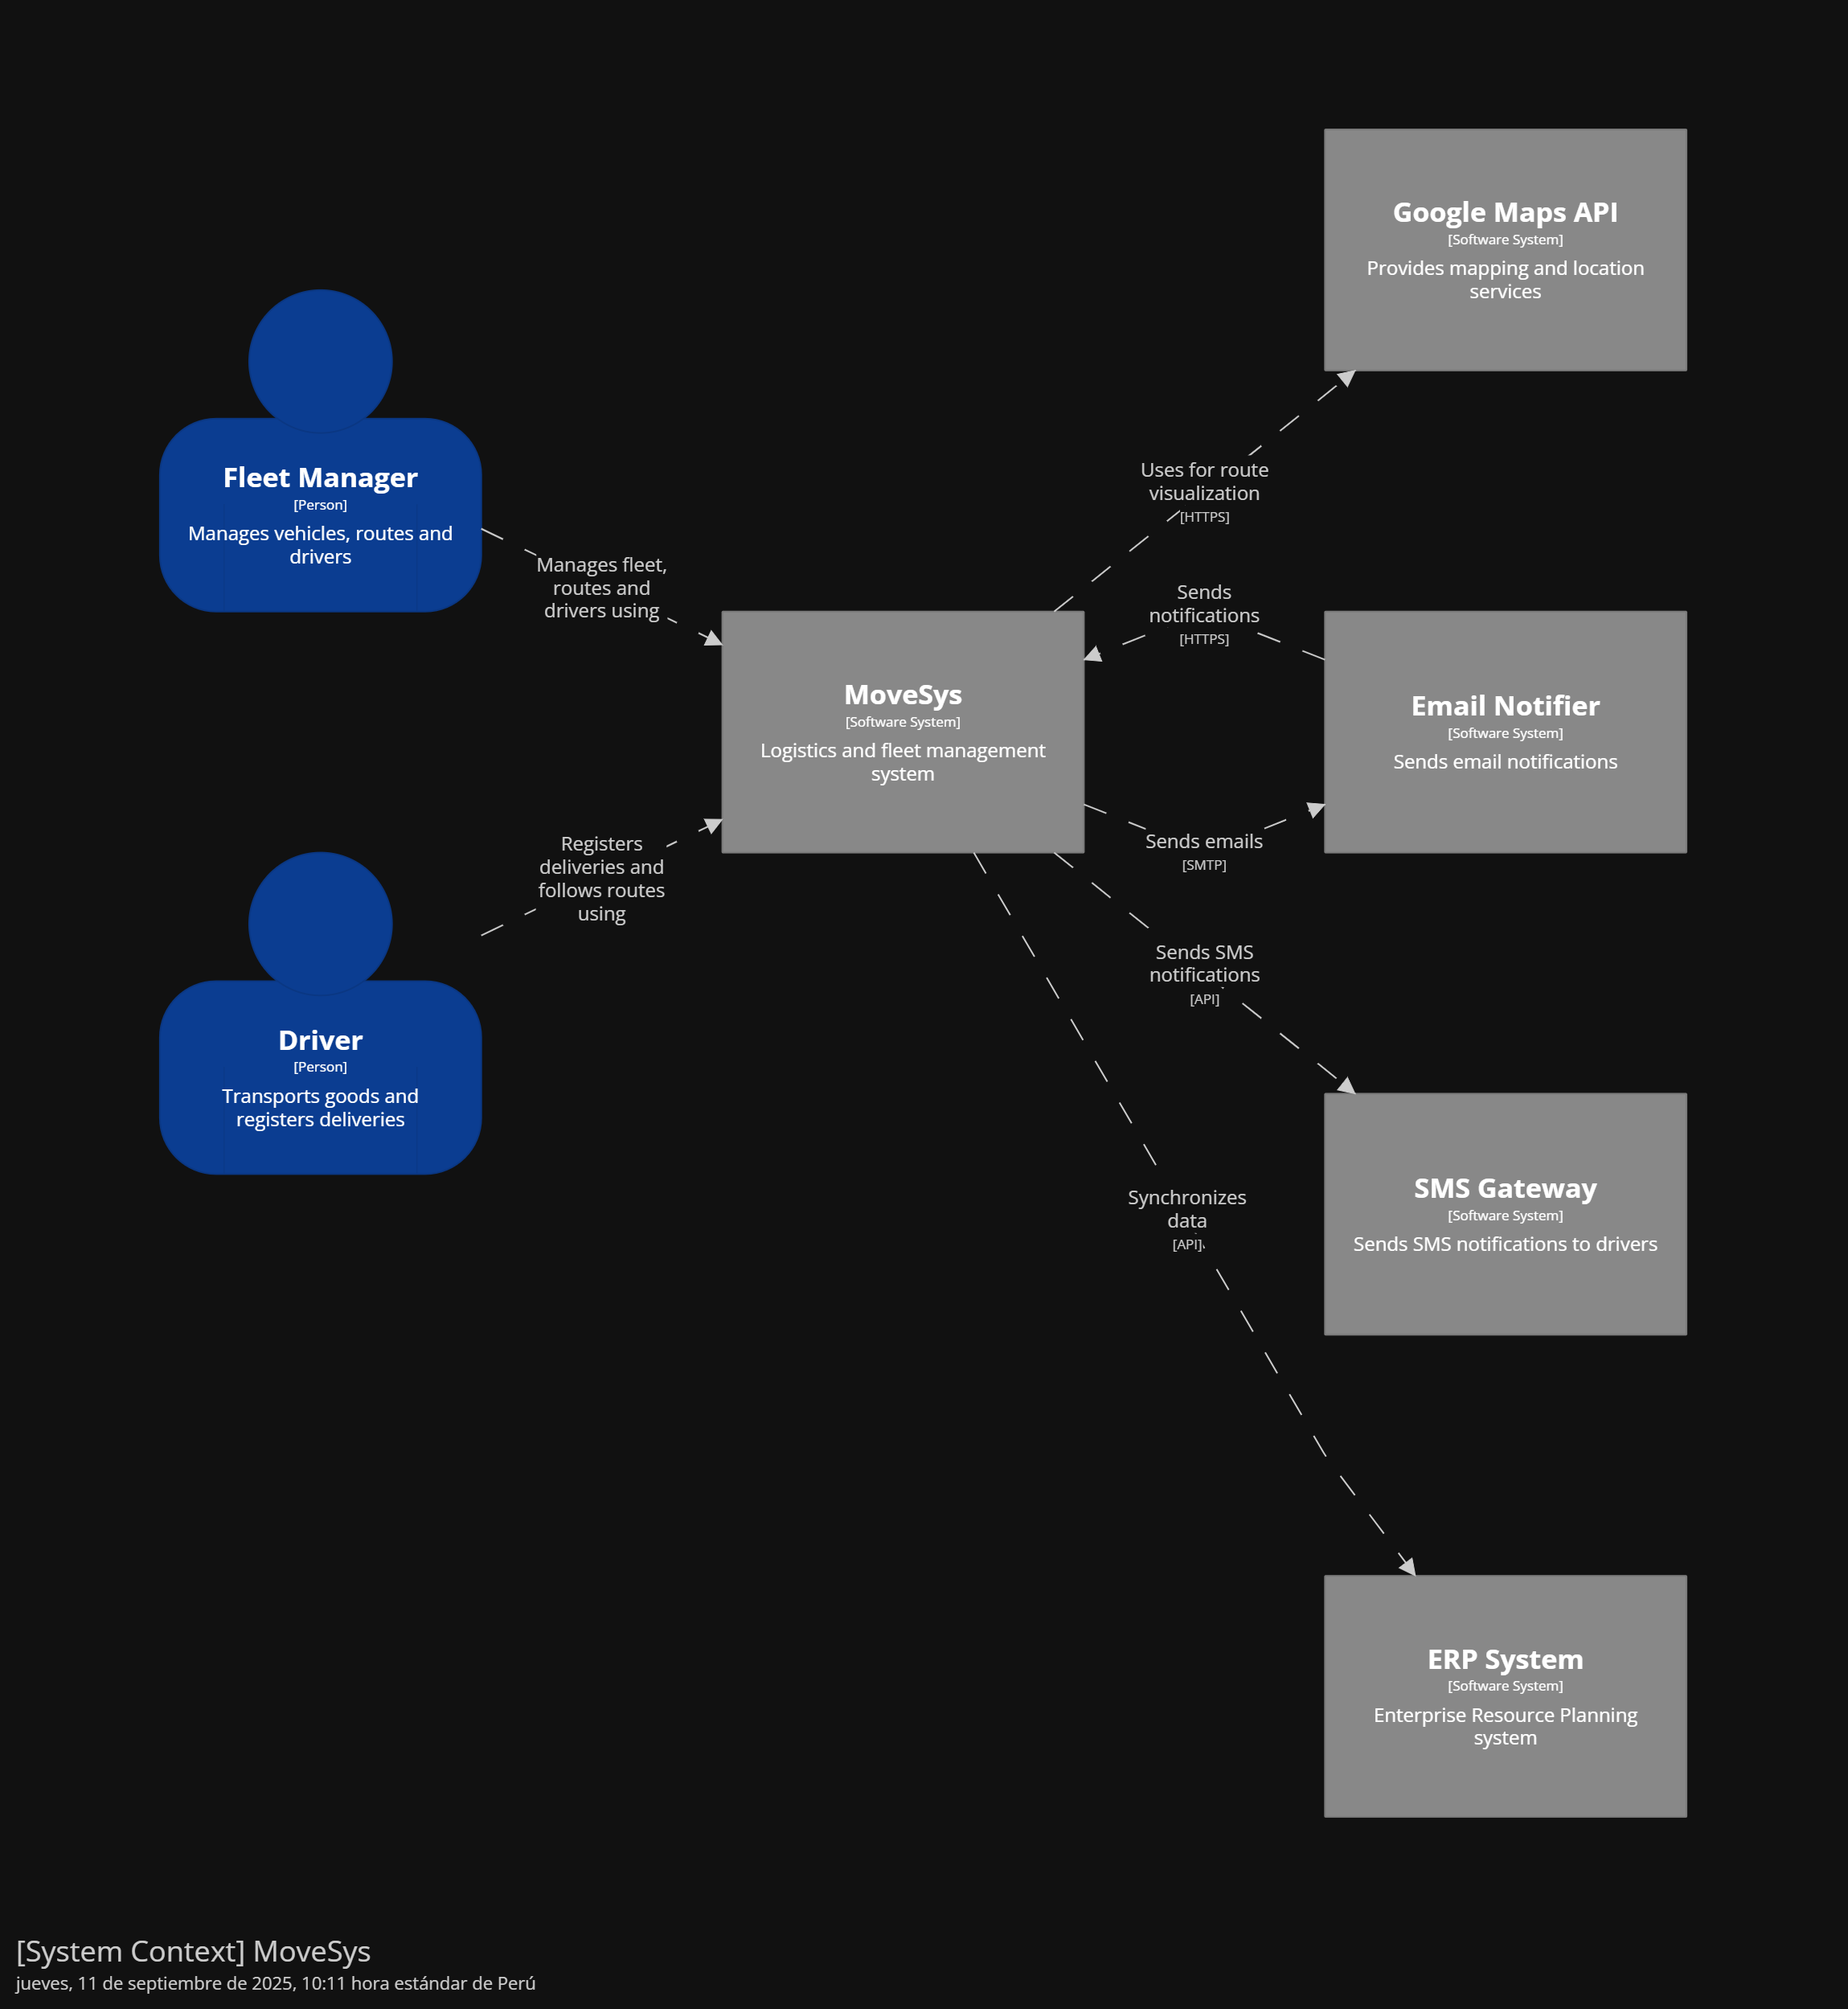 Google Maps API
[Software System]
Provides mapping and location
services
Fleet Manager
[Person]
Manages vehicles, routes and
drivers
Uses for route
visualization
[HTTPS]
Manages fleet,
routes and
drivers using
Sends
notifications
[HTTPS]
MoveSys
[Software System]
Logistics and fleet management
system
Email Notifier
[Software System]
Sends email notifications
Registers
deliveries and
follows routes
using
Sends emails
[SMTP]
Driver
[Person]
Transports goods and
registers deliveries
Sends SMS
notifications
[API]
Synchronizes
data
[API]
SMS Gateway
[Software System]
Sends SMS notifications to drivers
ERP System
[Software System]
Enterprise Resource Planning
system
[System Context] MoveSys
jueves, 11 de septiembre de 2025, 10:11 hora estándar de Perú